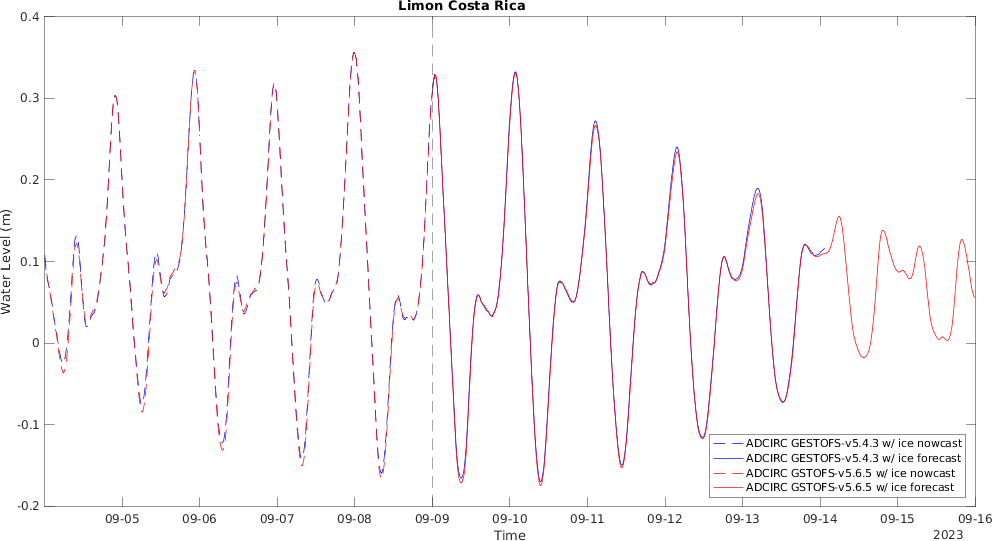 Limon Costa Rica
Water Level (m)
0.4
0.3
0.2
0.1
0
-0.1
-0.2
ADCIRC GESTOFS-v5.4.3 w/ ice nowcast
ADCIRC GESTOFS-v5.4.3 w/ ice forecast
ADCIRC GSTOFS-v5.6.5 w/ ice nowcast
ADCIRC GSTOFS-v5.6.5 w/ ice forecast
09-05 09-06 09-07 09-08 09-09 09-10 09-11 09-12 09-13 09-14 09-15 09-16
Time
2023